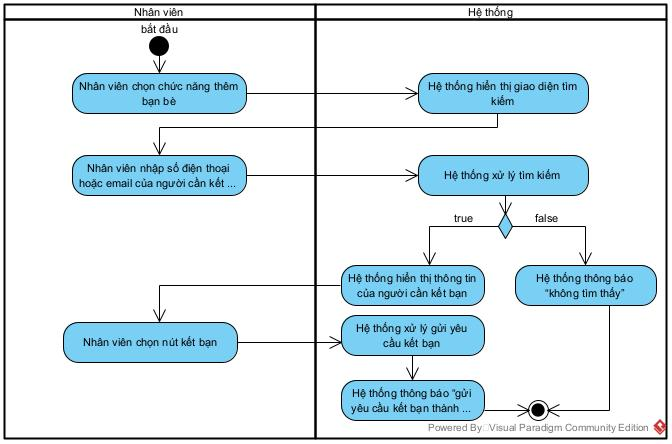 Nhân viên
Hệ thống
bắt đầu
Nhân viên chọn chức năng thêm
bạn bè
Hệ thống hiển thị giao diện tìm
kiếm
Nhân viên nhập số điện thoại
hoặc email của người cần kết ...
Hệ thống xử lý tìm kiếm
true
false
Hệ thống hiển thị thông tin
của người cần kết bạn
Hệ thống thông báo
“không tìm thấy”
Nhân viên chọn nút kết bạn
Hệ thống xử lý gửi yêu
cầu kết bạn
Hệ thống thông báo “gửi
yêu cầu kết bạn thành ...
Powered By Visual Paradigm Community Edition